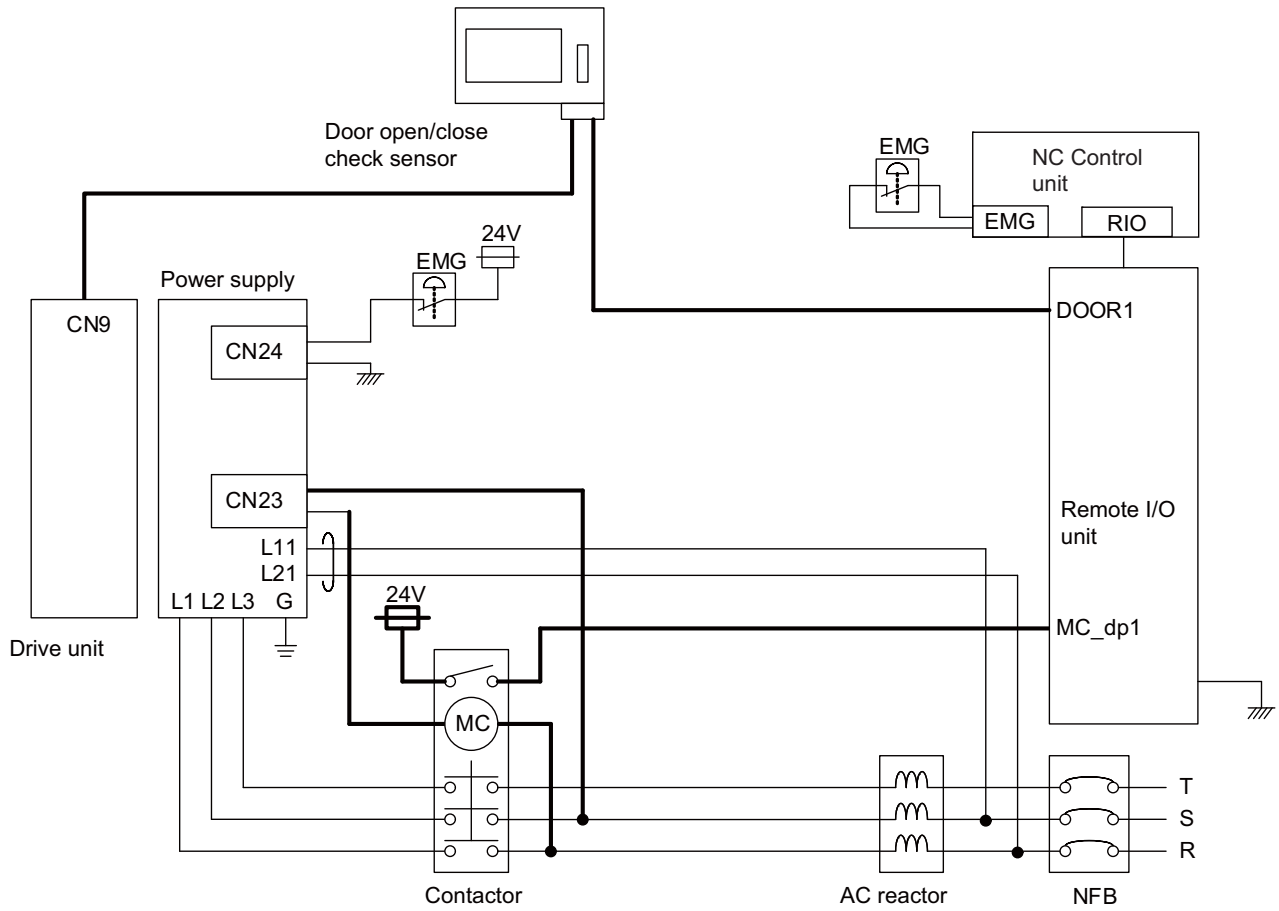 Door open/close
check sensor
EMG
NC Control
unit
EMG
RIO
24V
EMG
Power supply
CN9
CN24
DOOR1
CN23
Remote I/O
unit
L11
L21
24V
L1 L2 L3 G
MC_dp1
Drive unit
MC
T
S
R
Contactor
AC reactor
NFB